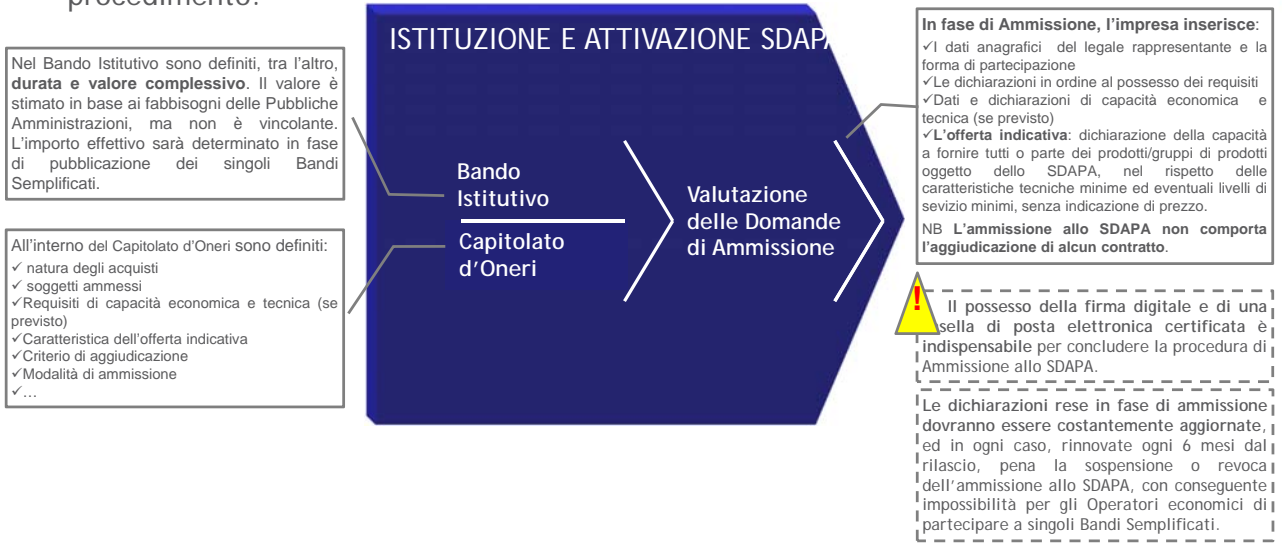 procedimento.
ISTITUZIONE E ATTIVAZIONE SDAPA
Nel Bando Istitutivo sono definiti, tra l'altro,
durata e valore complessivo. Il valore è
stimato in base ai fabbisogni delle Pubbliche
Amministrazioni, ma non è vincolante.
L'importo effettivo sarà determinato in fase
di pubblicazione dei singoli Bandi
Semplificati.
All'interno del Capitolato d'Oneri sono definiti:
✓ natura degli acquisti
✓ soggetti ammessi
✓Requisiti di capacità economica e tecnica (se
previsto)
✓Caratteristica dell'offerta indicativa
✓Criterio di aggiudicazione
✓Modalità di ammissione
✓…
Bando
Istitutivo
Capitolato
d'Oneri
Valutazione
delle Domande
di Ammissione
In fase di Ammissione, l'impresa inserisce:
✓I dati anagrafici del legale rappresentante e la
forma di partecipazione
✓Le dichiarazioni in ordine al possesso dei requisiti
✓Dati e dichiarazioni di capacità economica e
tecnica (se previsto)
✓L'offerta indicativa: dichiarazione della capacità
a fornire tutti o parte dei prodotti/gruppi di prodotti
oggetto dello SDAPA, nel rispetto delle
caratteristiche tecniche minime ed eventuali livelli di
sevizio minimi, senza indicazione di prezzo.
NB L'ammissione allo SDAPA non comporta
l'aggiudicazione di alcun contratto.
!
Il possesso della firma digitale e di una
sella di posta elettronica certificata è
indispensabile per concludere la procedura di
Ammissione allo SDAPA.
Le dichiarazioni rese in fase di ammissione
dovranno essere costantemente aggiornate,
ed in ogni caso, rinnovate ogni 6 mesi dal
rilascio, pena la sospensione o revoca
dell'ammissione allo SDAPA, con conseguente
impossibilità per gli Operatori economici di
partecipare a singoli Bandi Semplificati.